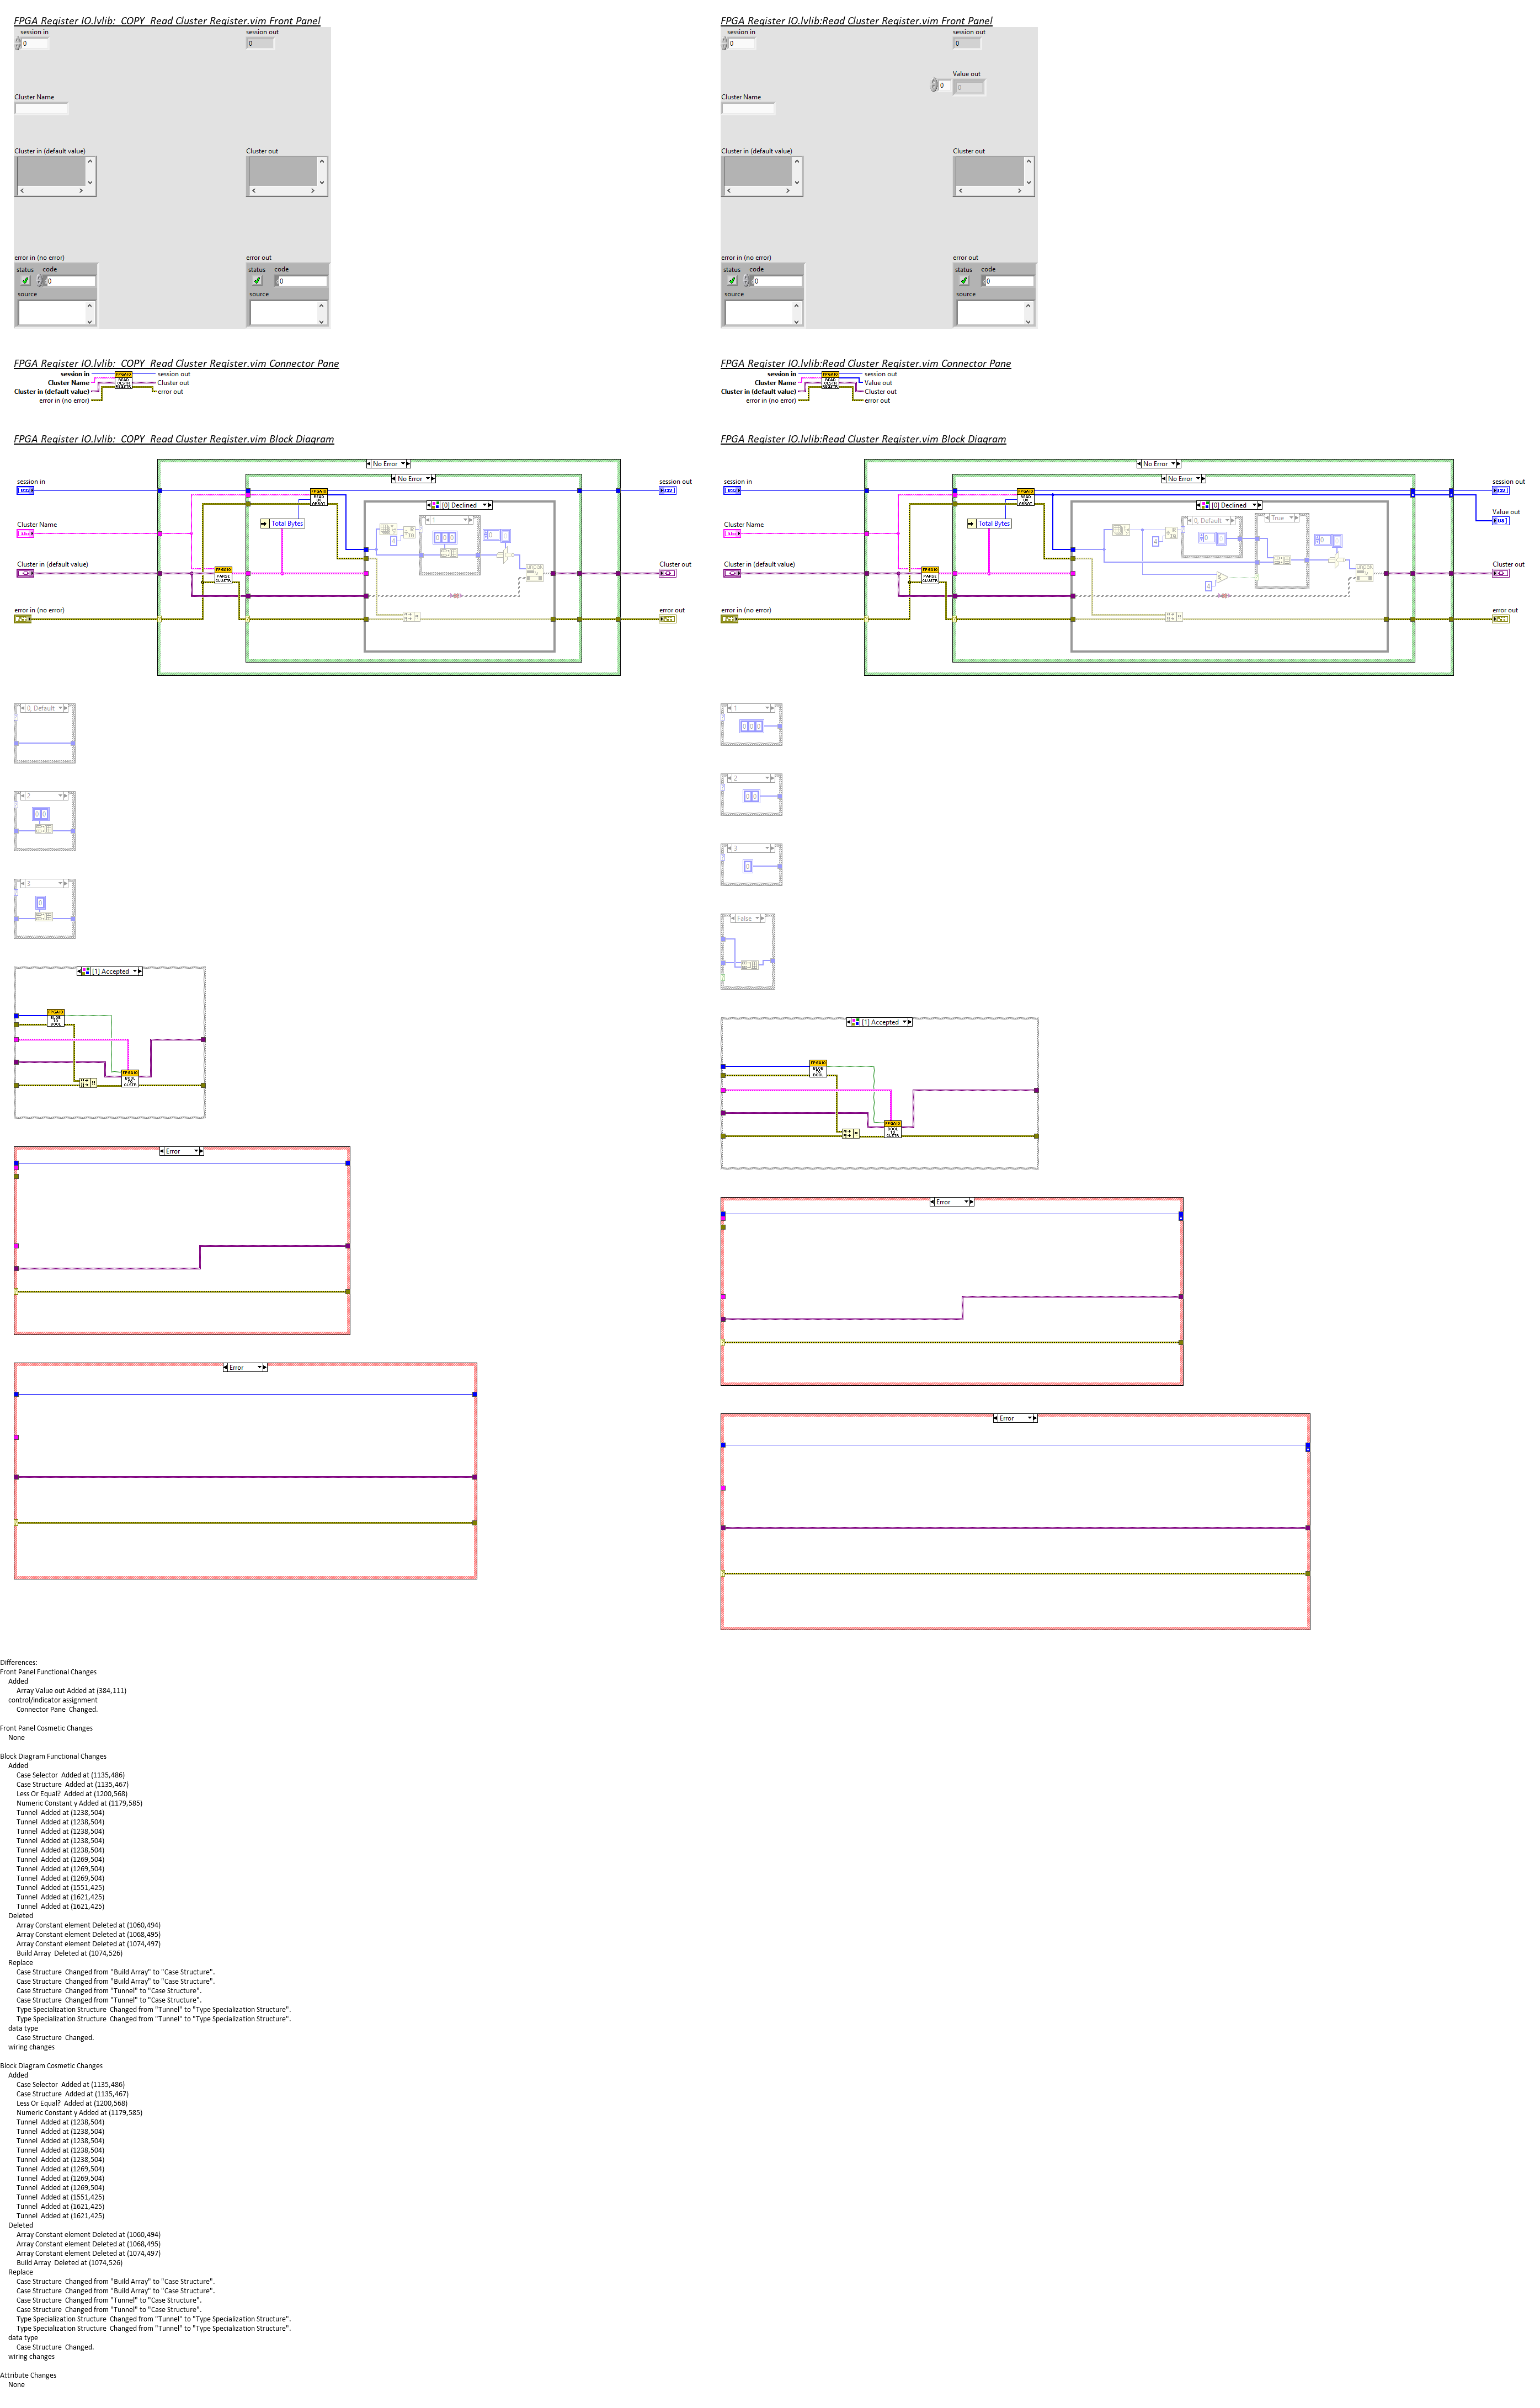 FPGA Register IO.lvlib:  COPY  Read Cluster Register.vim Front Panel
session in
0
session out
0
Cluster Name
Cluster in (default value)
Cluster out
error in (no error)
status
code
0
source
error out
status
code
0
source
FPGA Register IO.lvlib:Read Cluster Register.vim Front Panel
session in
0
session out
0
Value out
0
0
Cluster Name
Cluster in (default value)
Cluster out
error in (no error)
status
code
0
source
error out
status
code
0
source
FPGA Register IO.lvlib:  COPY  Read Cluster Register.vim Connector Pane
session in
Cluster Name
Cluster in (default value)
error in (no error)
session out
Cluster out
error out
FPGA Register IO.lvlib:Read Cluster Register.vim Connector Pane
session in
Cluster Name
Cluster in (default value)
error in (no error)
session out
Value out
Cluster out
error out
FPGA Register IO.lvlib:  COPY  Read Cluster Register.vim Block Diagram
No Error
No Error
session in
U32
Cluster Name
abc
Cluster in (default value)
error in (no error)
Total Bytes
[0] Declined
1
session out
U32
Cluster out
error out
FPGA Register IO.lvlib:Read Cluster Register.vim Block Diagram
No Error
No Error
session in
U32
Cluster Name
abc
Cluster in (default value)
error in (no error)
Total Bytes
[0] Declined
0, Default
True
session out
U32
Value out
U8
Cluster out
error out
0, Default
2
3
[1] Accepted
Error
Error
1
2
3
False
[1] Accepted
Error
Error
Differences:
Front Panel Functional Changes
Added
Array Value out Added at (384,111)
control/indicator assignment
Connector Pane  Changed.
Front Panel Cosmetic Changes
None
Block Diagram Functional Changes
Added
Case Selector  Added at (1135,486)
Case Structure  Added at (1135,467)
Less Or Equal?  Added at (1200,568)
Numeric Constant y Added at (1179,585)
Tunnel  Added at (1238,504)
Tunnel  Added at (1238,504)
Tunnel  Added at (1238,504)
Tunnel  Added at (1238,504)
Tunnel  Added at (1238,504)
Tunnel  Added at (1269,504)
Tunnel  Added at (1269,504)
Tunnel  Added at (1269,504)
Tunnel  Added at (1551,425)
Tunnel  Added at (1621,425)
Tunnel  Added at (1621,425)
Deleted
Array Constant element Deleted at (1060,494)
Array Constant element Deleted at (1068,495)
Array Constant element Deleted at (1074,497)
Build Array  Deleted at (1074,526)
Replace
Case Structure  Changed from "Build Array" to "Case Structure".
Case Structure  Changed from "Build Array" to "Case Structure".
Case Structure  Changed from "Tunnel" to "Case Structure".
Case Structure  Changed from "Tunnel" to "Case Structure".
Type Specialization Structure  Changed from "Tunnel" to "Type Specialization Structure".
Type Specialization Structure  Changed from "Tunnel" to "Type Specialization Structure".
data type
Case Structure  Changed.
wiring changes
Block Diagram Cosmetic Changes
Added
Case Selector  Added at (1135,486)
Case Structure  Added at (1135,467)
Less Or Equal?  Added at (1200,568)
Numeric Constant y Added at (1179,585)
Tunnel  Added at (1238,504)
Tunnel  Added at (1238,504)
Tunnel  Added at (1238,504)
Tunnel  Added at (1238,504)
Tunnel  Added at (1238,504)
Tunnel  Added at (1269,504)
Tunnel  Added at (1269,504)
Tunnel  Added at (1269,504)
Tunnel  Added at (1551,425)
Tunnel  Added at (1621,425)
Tunnel  Added at (1621,425)
Deleted
Array Constant element Deleted at (1060,494)
Array Constant element Deleted at (1068,495)
Array Constant element Deleted at (1074,497)
Build Array  Deleted at (1074,526)
Replace
Case Structure  Changed from "Build Array" to "Case Structure".
Case Structure  Changed from "Build Array" to "Case Structure".
Case Structure  Changed from "Tunnel" to "Case Structure".
Case Structure  Changed from "Tunnel" to "Case Structure".
Type Specialization Structure  Changed from "Tunnel" to "Type Specialization Structure".
Type Specialization Structure  Changed from "Tunnel" to "Type Specialization Structure".
data type
Case Structure  Changed.
wiring changes
Attribute Changes
None